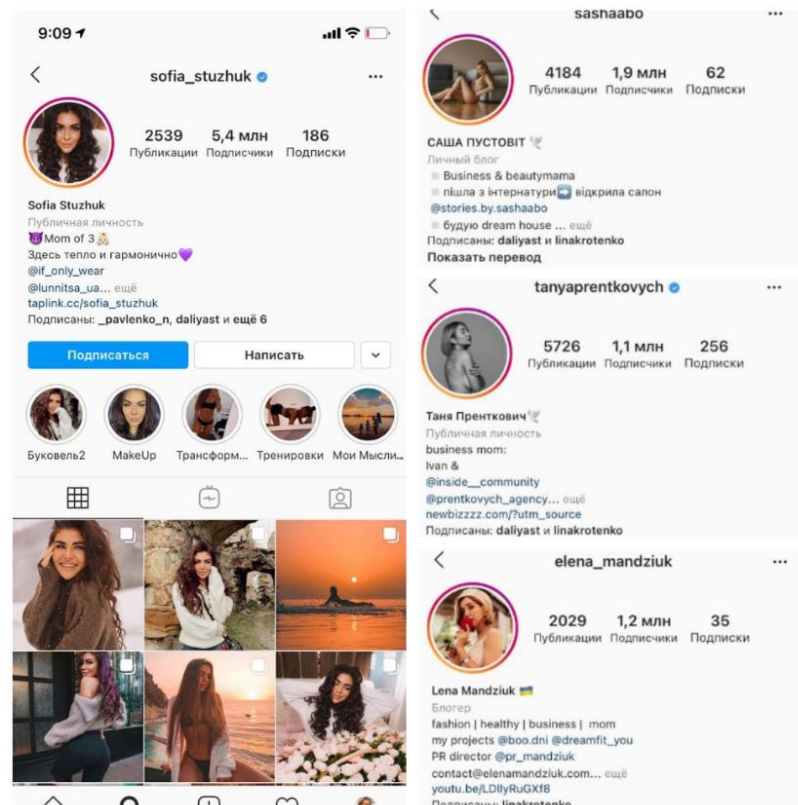 9:09
sofia_stuzhuk
2539 5,4 млн 186
Публикации Подписчики Подписки
Sofia Stuzhuk
Публичная личность
Mom of 3
Здесь тепло и гармонично
@if_only_wear
@lunnitsa_ua... ещё
taplink.cc/sofia_stuzhuk
Подписаны: _pavlenko_n, daliyast и ещё 6
Подписаться Написать
Буковель2 MakeUp Трансформ... Тренировки Мои Мысли...
sashaabo
4184 1,9 млн 62
Публикации Подписчики Подписки
САША ПУСТОВІТ
Личный блог
Business & beautymama
пішла з інтернатури відкрила салон
@stories.by.sashaabo
будую dream house ... ещё
Подписаны: daliyast и linakrotenko
Показать перевод
tanyaprentkovych
5726 1,1 млн 256
Публикации Подписчики Подписки
Таня Пренткович
Публичная личность
business mom:
Ivan &
@inside__community
@prentkovych_agency... ещё
newbizzzz.com/?utm_source
Подписаны: daliyast и linakrotenko
elena_mandziuk
2029 1,2 млн 35
Публикации Подписчики Подписки
Lena Mandziuk
Блогер
fashion | healthy | business | mom
my projects @boo.dni @dreamfit_you
PR director @pr_mandziuk
contact@elenamandziuk.com... ещё
youtu.be/LDIlyRuGXf8
Подписаны: linakrotenko